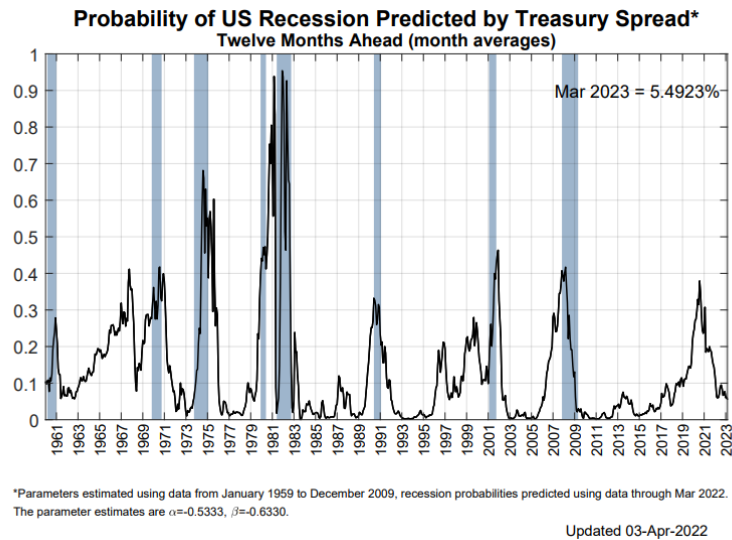 Probability of US Recession Predicted by Treasury Spread*
Twelve Months Ahead (month averages)
Mar 2023 = 5.4923%
1
0.9
0.8
0.7
0.6
0.5
0.4
0.3
0.2
0.1
0
1961 1963 1965 1967 1969 1971 1973 1975 1977 1979 1981 1983 1985 1987 1989 1991 1993 1995 1997 1999 2001 2003 2005 2007 2009 2011 2013 2015 2017 2019 2021 2023
*Parameters estimated using data from January 1959 to December 2009, recession probabilities predicted using data through Mar 2022.
The parameter estimates are α=-0.5333, β=-0.6330.
Updated 03-Apr-2022